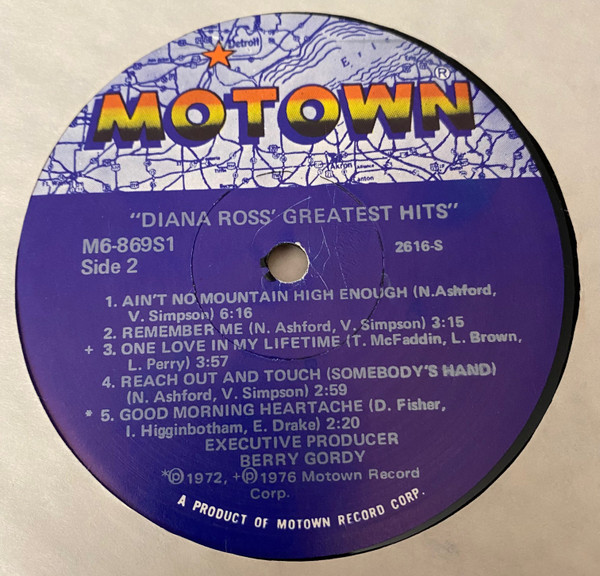 Detroit
Erie
MOTOWN®
Akron
Canton
"DIANA ROSS' GREATEST HITS"
M6-869S1
2616-S
Side 2
1. AIN'T NO MOUNTAIN HIGH ENOUGH (N.Ashford,
V. Simpson) 6:16
2. REMEMBER ME (N. Ashford, V. Simpson) 3:15
+ 3. ONE LOVE IN MY LIFETIME (T. McFaddin, L. Brown,
L. Perry) 3:57
4. REACH OUT AND TOUCH (SOMEBODY'S HAND)
(N. Ashford, V. Simpson) 2:59
* 5. GOOD MORNING HEARTACHE (D. Fisher,
I. Higginbotham, E. Drake) 2:20
EXECUTIVE PRODUCER
BERRY GORDY
*℗ 1972, +℗ 1976 Motown Record
Corp.
A PRODUCT OF MOTOWN RECORD CORP.